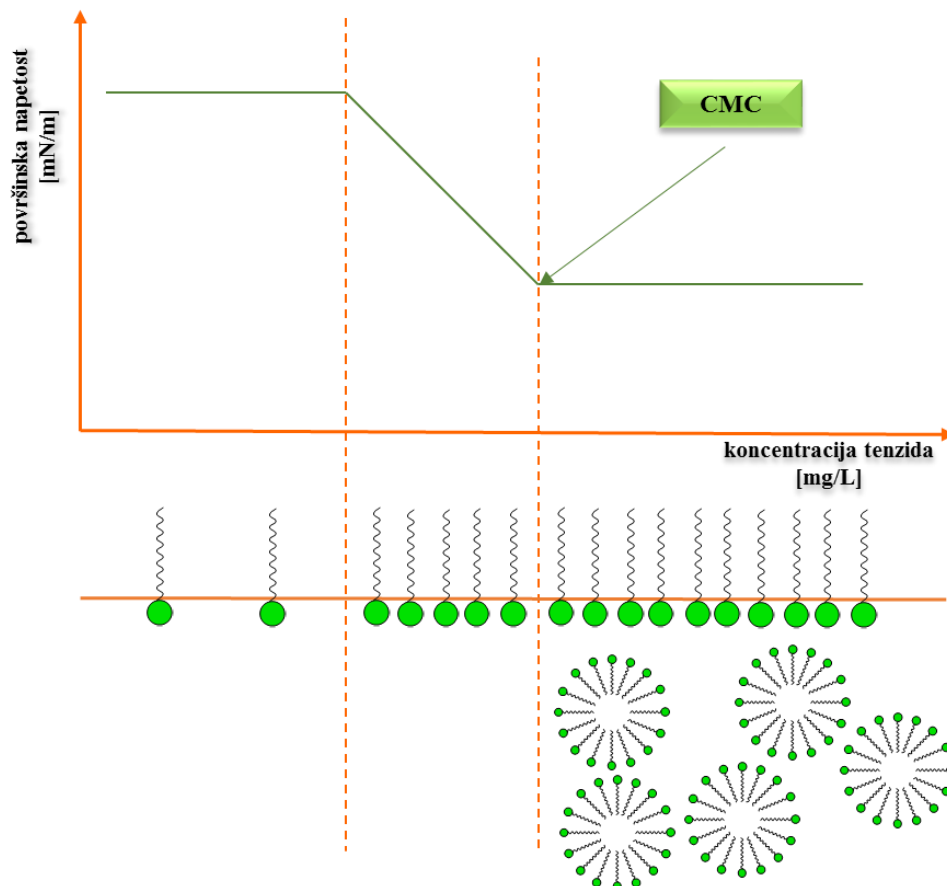 površinska napetost
[mN/m]
CMC
koncentracija tenzida
[mg/L]